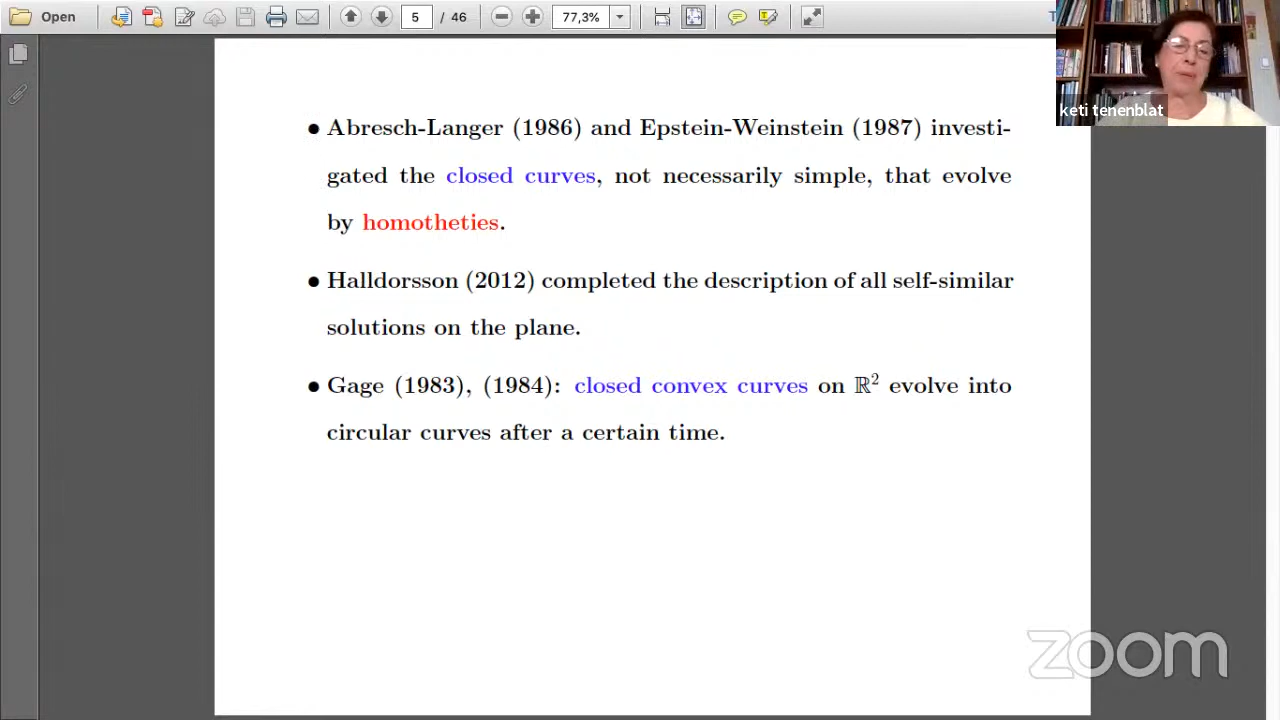 Open
5 / 46
77,3%
T
keti tenenblat
• Abresch-Langer (1986) and Epstein-Weinstein (1987) investi-
gated the closed curves, not necessarily simple, that evolve
by homotheties.
• Halldorsson (2012) completed the description of all self-similar
solutions on the plane.
• Gage (1983), (1984): closed convex curves on ℝ² evolve into
circular curves after a certain time.
zoom